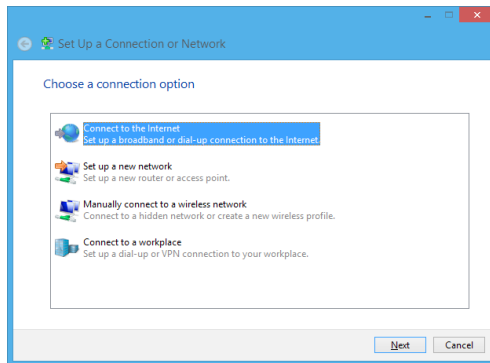 Set Up a Connection or Network
Choose a connection option
Connect to the Internet
Set up a broadband or dial-up connection to the Internet.
Set up a new network
Set up a new router or access point.
Manually connect to a wireless network
Connect to a hidden network or create a new wireless profile.
Connect to a workplace
Set up a dial-up or VPN connection to your workplace.
Next Cancel